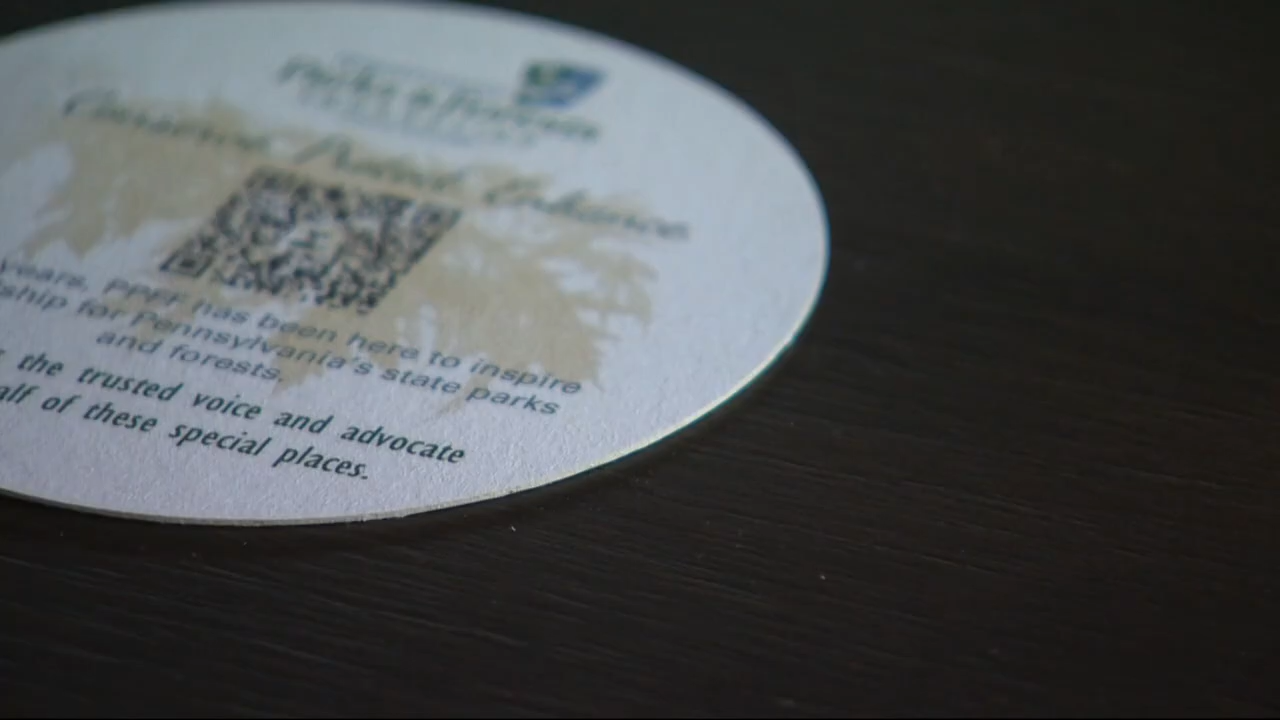 Parks & Forests
Conserve. Protect. Enhance.
years, PPFF has been here to inspire
ship for Pennsylvania's state parks
and forests.
the trusted voice and advocate
alf of these special places.